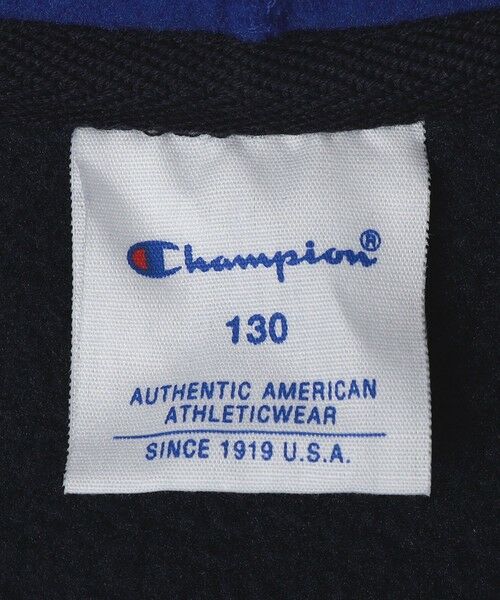 Champion®
130
AUTHENTIC AMERICAN
ATHLETICWEAR
SINCE 1919 U.S.A.